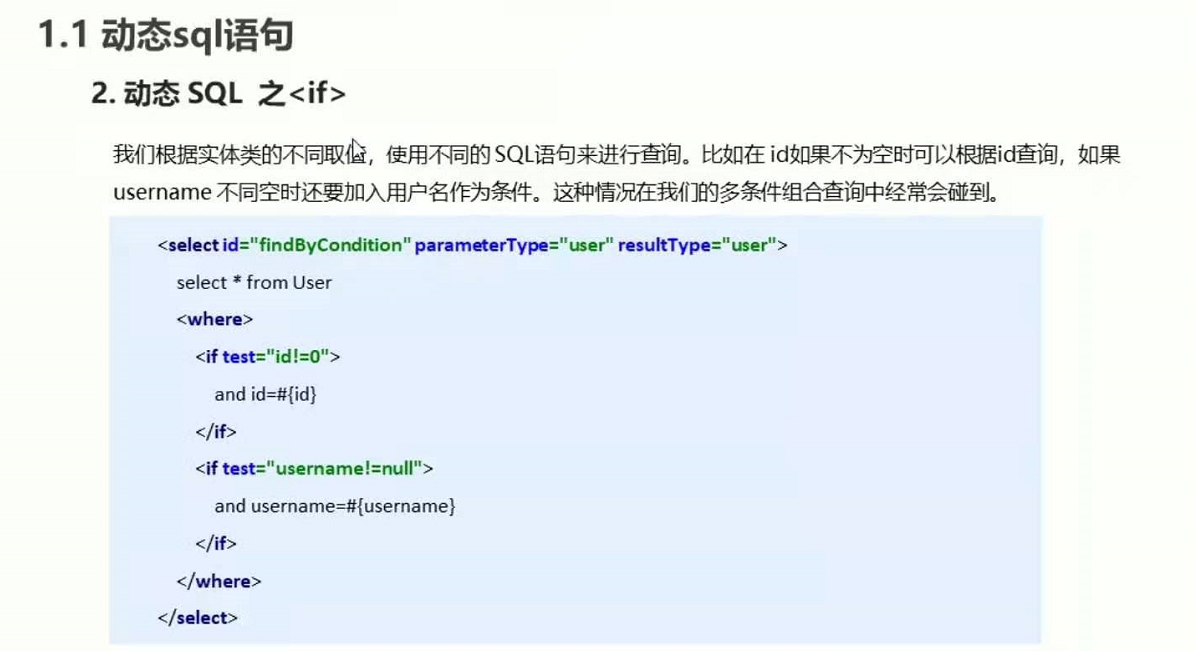 1.1 动态sql语句
2. 动态 SQL 之<if>
我们根据实体类的不同取值，使用不同的 SQL语句来进行查询。比如在 id如果不为空时可以根据id查询，如果
username 不同空时还要加入用户名作为条件。这种情况在我们的多条件组合查询中经常会碰到。
<select id="findByCondition" parameterType="user" resultType="user">
select * from User
<where>
<if test="id!=0">
and id=#{id}
</if>
<if test="username!=null">
and username=#{username}
</if>
</where>
</select>